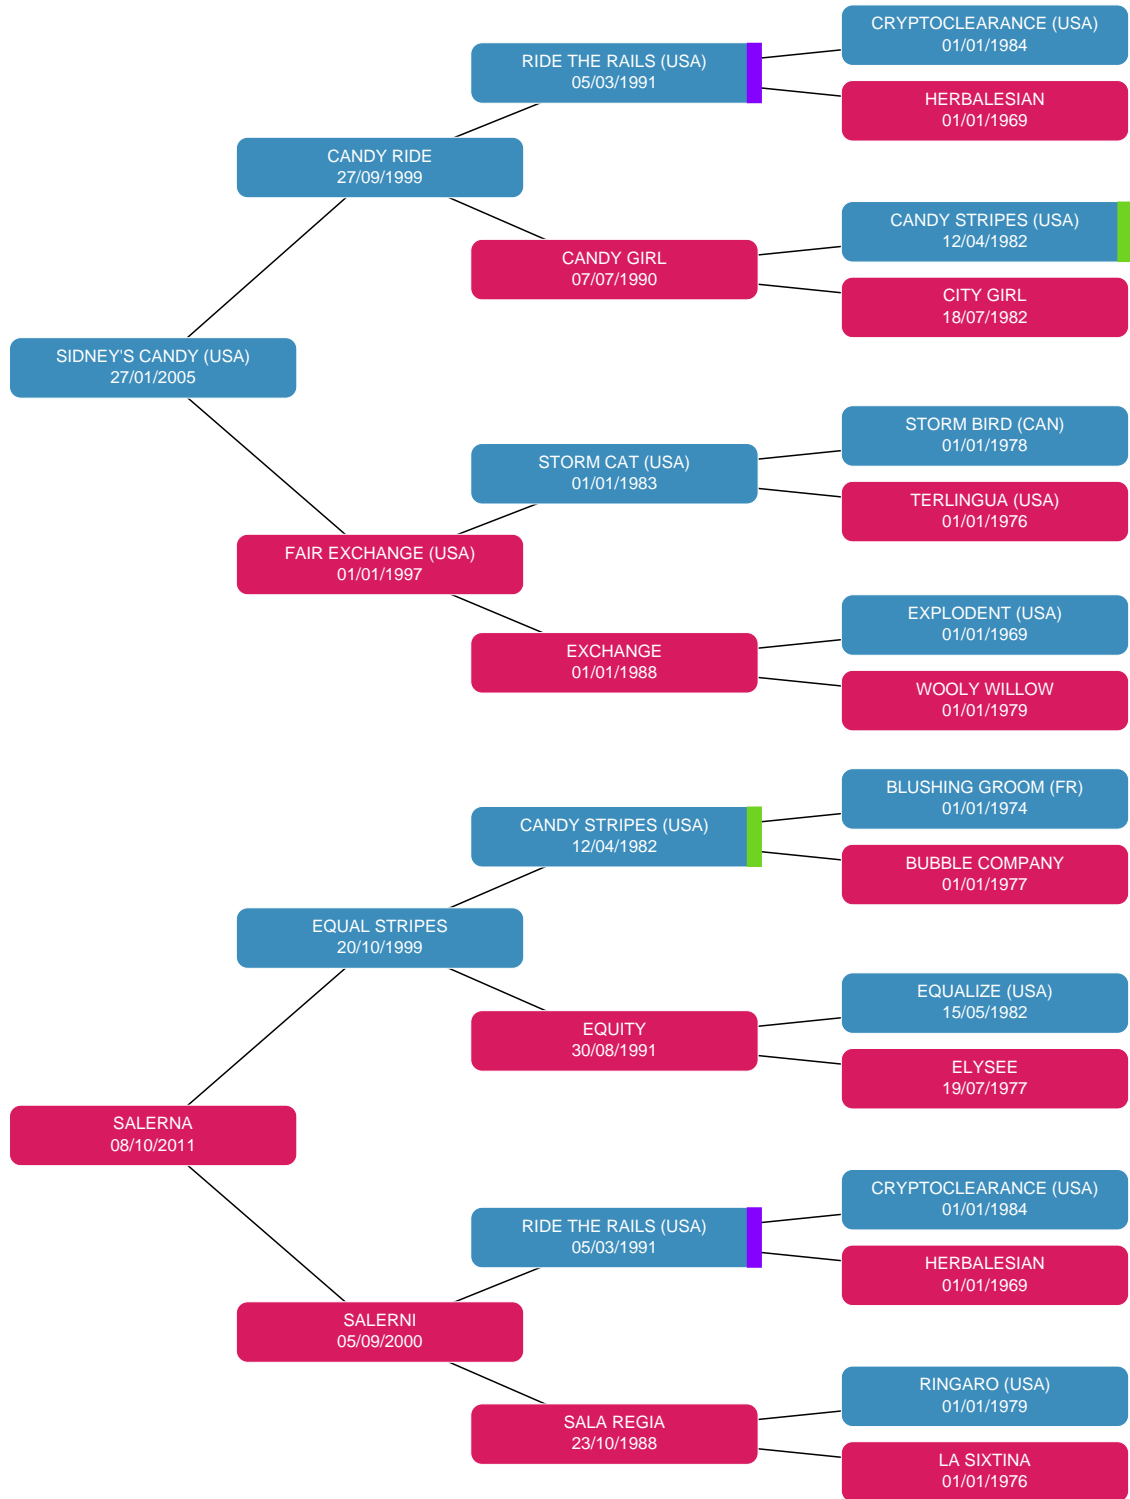 CRYPTOCLEARANCE (USA)
01/01/1984
RIDE THE RAILS (USA)
05/03/1991
HERBALESIAN
01/01/1969
CANDY RIDE
27/09/1999
CANDY STRIPES (USA)
12/04/1982
CANDY GIRL
07/07/1990
CITY GIRL
18/07/1982
SIDNEY'S CANDY (USA)
27/01/2005
STORM BIRD (CAN)
01/01/1978
STORM CAT (USA)
01/01/1983
TERLINGUA (USA)
01/01/1976
FAIR EXCHANGE (USA)
01/01/1997
EXPLODENT (USA)
01/01/1969
EXCHANGE
01/01/1988
WOOLY WILLOW
01/01/1979
BLUSHING GROOM (FR)
01/01/1974
CANDY STRIPES (USA)
12/04/1982
BUBBLE COMPANY
01/01/1977
EQUAL STRIPES
20/10/1999
EQUALIZE (USA)
15/05/1982
EQUITY
30/08/1991
ELYSEE
19/07/1977
SALERNA
08/10/2011
CRYPTOCLEARANCE (USA)
01/01/1984
RIDE THE RAILS (USA)
05/03/1991
HERBALESIAN
01/01/1969
SALERNI
05/09/2000
RINGARO (USA)
01/01/1979
SALA REGIA
23/10/1988
LA SIXTINA
01/01/1976